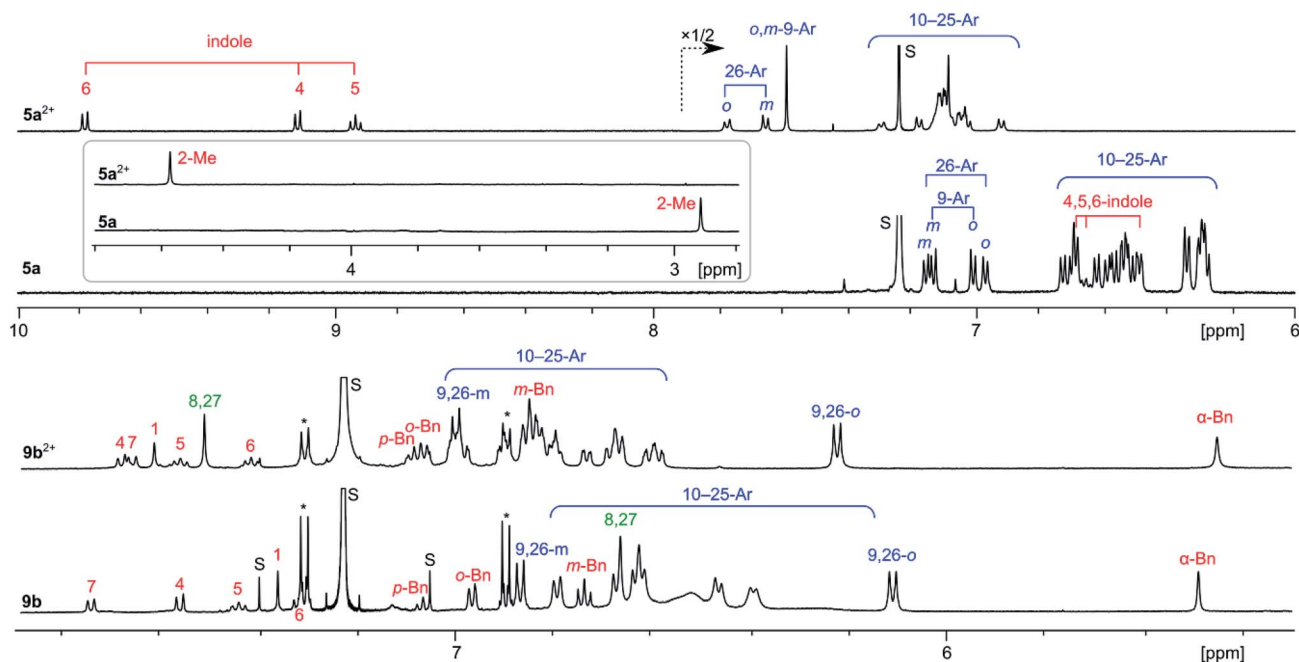 indole
6 4 5
×1/2
26-Ar
o m
o,m-9-Ar
S
10–25-Ar
5a2+
5a2+
2-Me
5a
2-Me
4 3 [ppm]
26-Ar
9-Ar
m o
m o
S
10–25-Ar
4,5,6-indole
5a
10 9 8 7 [ppm] 6
10–25-Ar
S
9,26-m
m-Bn
*
9,26-o
α-Bn
8,27
4 7 1 5 6
*
p-Bn
o-Bn
9b2+
10–25-Ar
S
8,27
*
9,26-m
m-Bn
9,26-o
α-Bn
7 4 5
S
1
*
6
p-Bn
o-Bn
S
9b
7 6 [ppm]